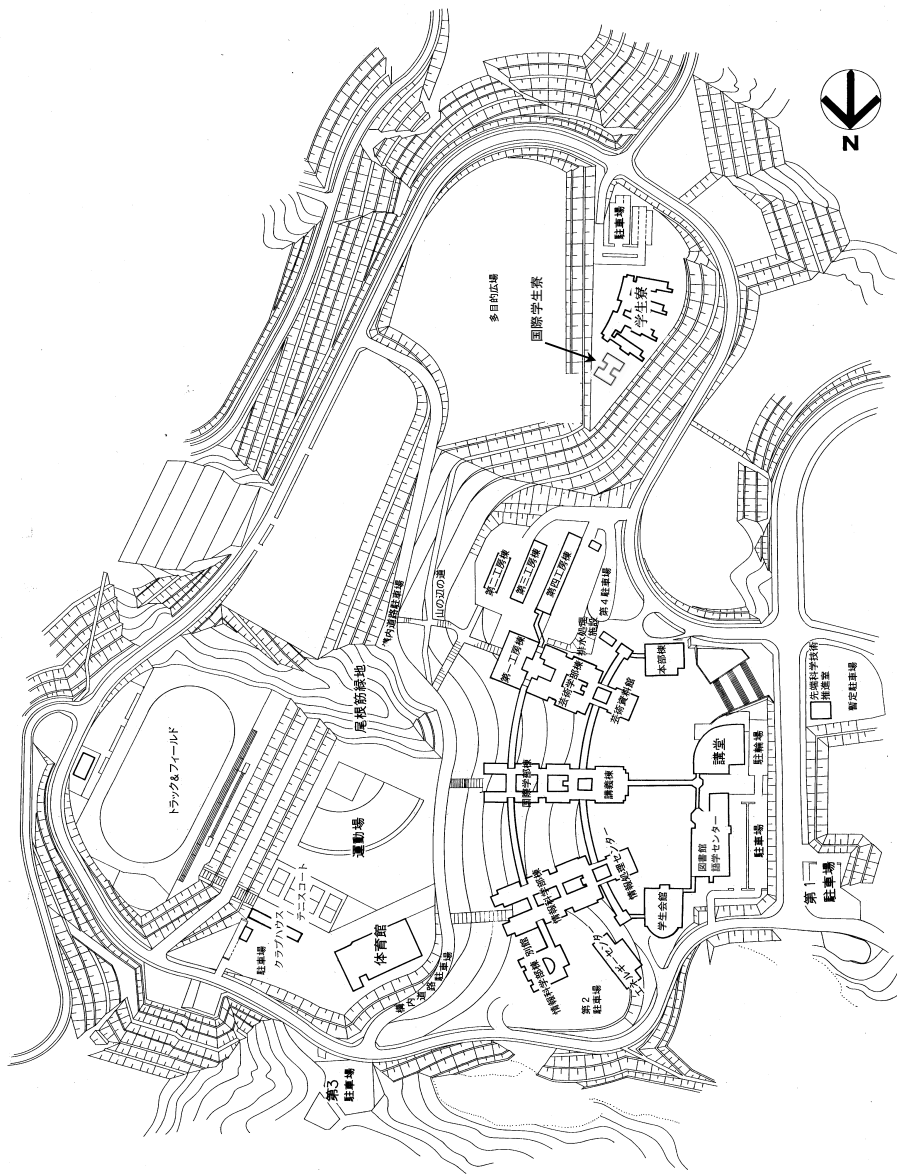 N
駐車場
多目的広場
国際学生寮
学生寮
第二工房棟
第三工房棟
第四工房棟
構内道路駐車場
山の辺の道
第4駐車場
排水処理
施設
第一工房棟
芸術学部棟
芸術資料館
本部棟
尾根筋緑地
トラック&フィールド
先端科学技術
推進室
暫定駐車場
国際学部棟
講義棟
講堂
駐輪場
運動場
図書館
語学センター
駐車場
情報処理センター
情報科学部棟
第1
駐車場
テニスコート
クラブハウス
駐車場
体育館
学生会館
情報科学部棟 別館
エネルギーセンター
構内道路駐車場
第2
駐車場
第3
駐車場